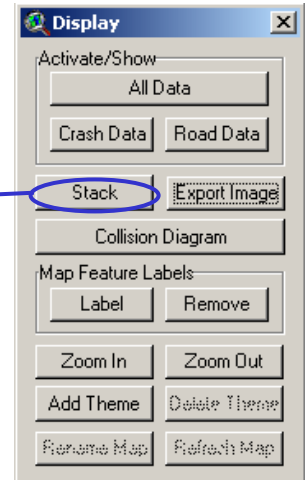 Display
Activate/Show
All Data
Crash Data Road Data
Stack Export Image
Collision Diagram
Map Feature Labels
Label Remove
Zoom In Zoom Out
Add Theme Delete Theme
Rename Map Refresh Map